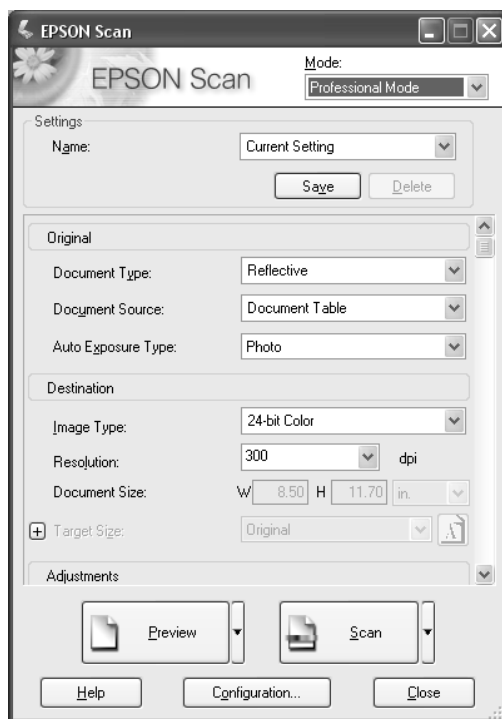 EPSON Scan
EPSON Scan
Mode:
Professional Mode
Settings
Name: Current Setting
Save Delete
Original
Document Type: Reflective
Document Source: Document Table
Auto Exposure Type: Photo
Destination
Image Type: 24-bit Color
Resolution: 300 dpi
Document Size: W 8.50 H 11.70 in.
Target Size: Original
Adjustments
Preview Scan
Help Configuration... Close